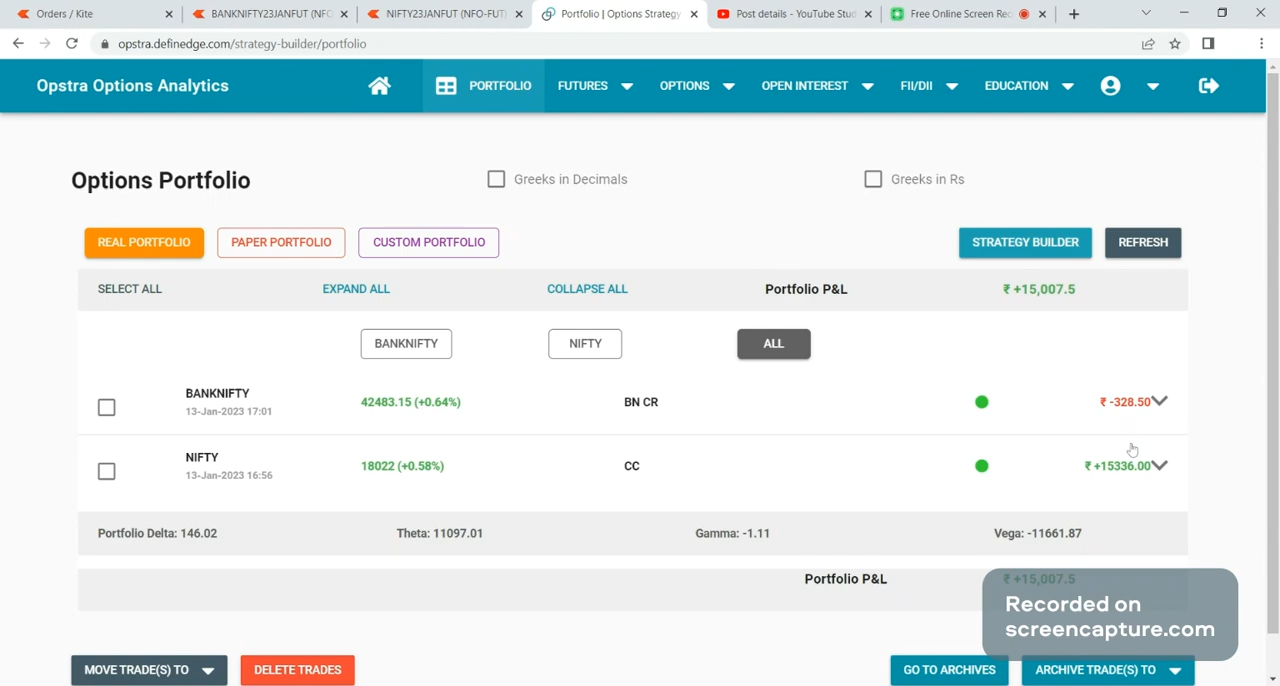 Orders / Kite
BANKNIFTY23JANFUT (NFO
NIFTY23JANFUT (NFO-FUT)
Portfolio | Options Strategy
Post details - YouTube Stud
Free Online Screen Rec
opstra.definedge.com/strategy-builder/portfolio
Opstra Options Analytics
PORTFOLIO
FUTURES
OPTIONS
OPEN INTEREST
FII/DII
EDUCATION
Options Portfolio
Greeks in Decimals
Greeks in Rs
REAL PORTFOLIO
PAPER PORTFOLIO
CUSTOM PORTFOLIO
STRATEGY BUILDER
REFRESH
SELECT ALL
EXPAND ALL
COLLAPSE ALL
Portfolio P&L
₹ +15,007.5
BANKNIFTY
NIFTY
ALL
BANKNIFTY
13-Jan-2023 17:01
42483.15 (+0.64%)
BN CR
₹ -328.50
NIFTY
13-Jan-2023 16:56
18022 (+0.58%)
CC
₹ +15336.00
Portfolio Delta: 146.02
Theta: 11097.01
Gamma: -1.11
Vega: -11661.87
Portfolio P&L
₹ +15,007.5
Recorded on
screencapture.com
MOVE TRADE(S) TO
DELETE TRADES
GO TO ARCHIVES
ARCHIVE TRADE(S) TO